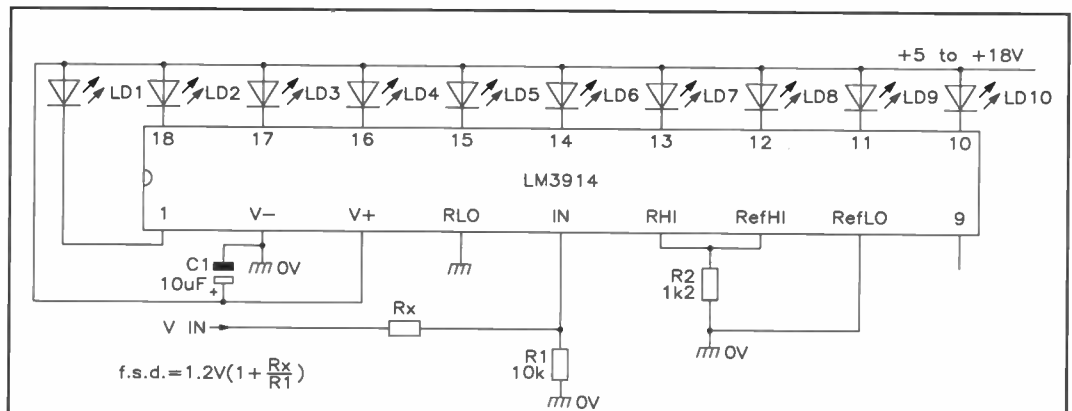 +5 to +18V
LD1 LD2 LD3 LD4 LD5 LD6 LD7 LD8 LD9 LD10
18 17 16 15 14 13 12 11 10
LM3914
1 V- V+ RLO IN RHI RefHI RefLO 9
C1
10uF
+
0V
R2
1k2
Rx
V IN
0V
f.s.d.=1.2V(1+Rx/R1)
R1
10k
0V